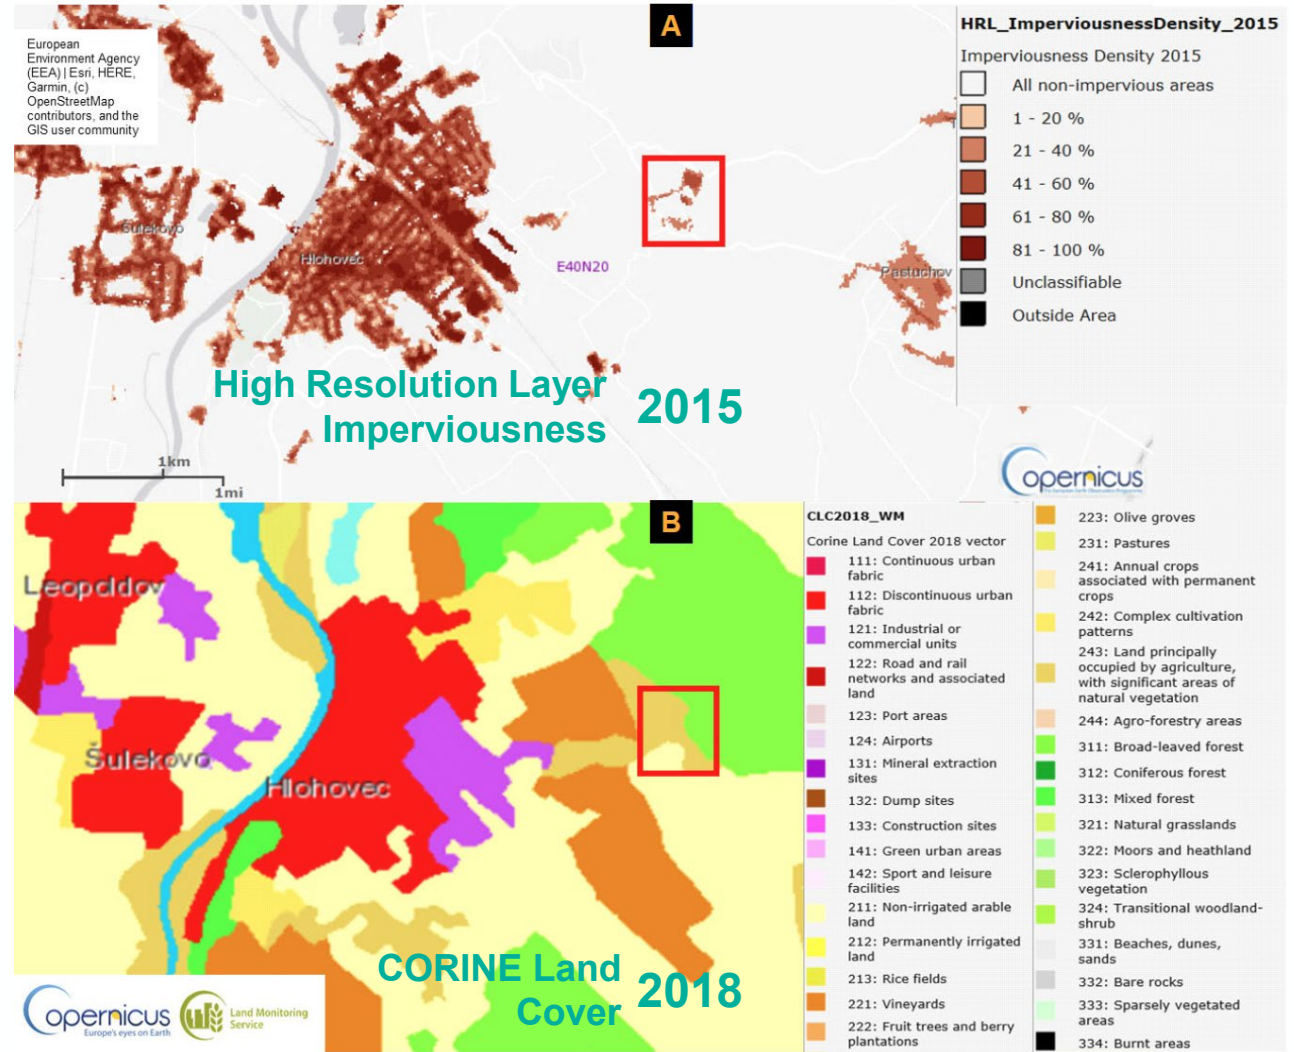 European
Environment Agency
(EEA) | Esri, HERE,
Garmin, (c)
OpenStreetMap
contributors, and the
GIS user community
A
HRL_ImperviousnessDensity_2015
Imperviousness Density 2015
All non-impervious areas
1 - 20 %
21 - 40 %
41 - 60 %
61 - 80 %
81 - 100 %
Unclassifiable
Outside Area
Šulekovo
Hlohovec
E40N20
Pastuchov
High Resolution Layer
Imperviousness
2015
1km
1mi
opernicus
B
Leopoldov
Šulekovo
Hlohovec
CORINE Land
Cover
2018
opernicus
Europe's eyes on Earth
Land Monitoring
Service
CLC2018_WM
Corine Land Cover 2018 vector
111: Continuous urban
fabric
112: Discontinuous urban
fabric
121: Industrial or
commercial units
122: Road and rail
networks and associated
land
123: Port areas
124: Airports
131: Mineral extraction
sites
132: Dump sites
133: Construction sites
141: Green urban areas
142: Sport and leisure
facilities
211: Non-irrigated arable
land
212: Permanently irrigated
land
213: Rice fields
221: Vineyards
222: Fruit trees and berry
plantations
223: Olive groves
231: Pastures
241: Annual crops
associated with permanent
crops
242: Complex cultivation
patterns
243: Land principally
occupied by agriculture,
with significant areas of
natural vegetation
244: Agro-forestry areas
311: Broad-leaved forest
312: Coniferous forest
313: Mixed forest
321: Natural grasslands
322: Moors and heathland
323: Sclerophyllous
vegetation
324: Transitional woodland-
shrub
331: Beaches, dunes,
sands
332: Bare rocks
333: Sparsely vegetated
areas
334: Burnt areas